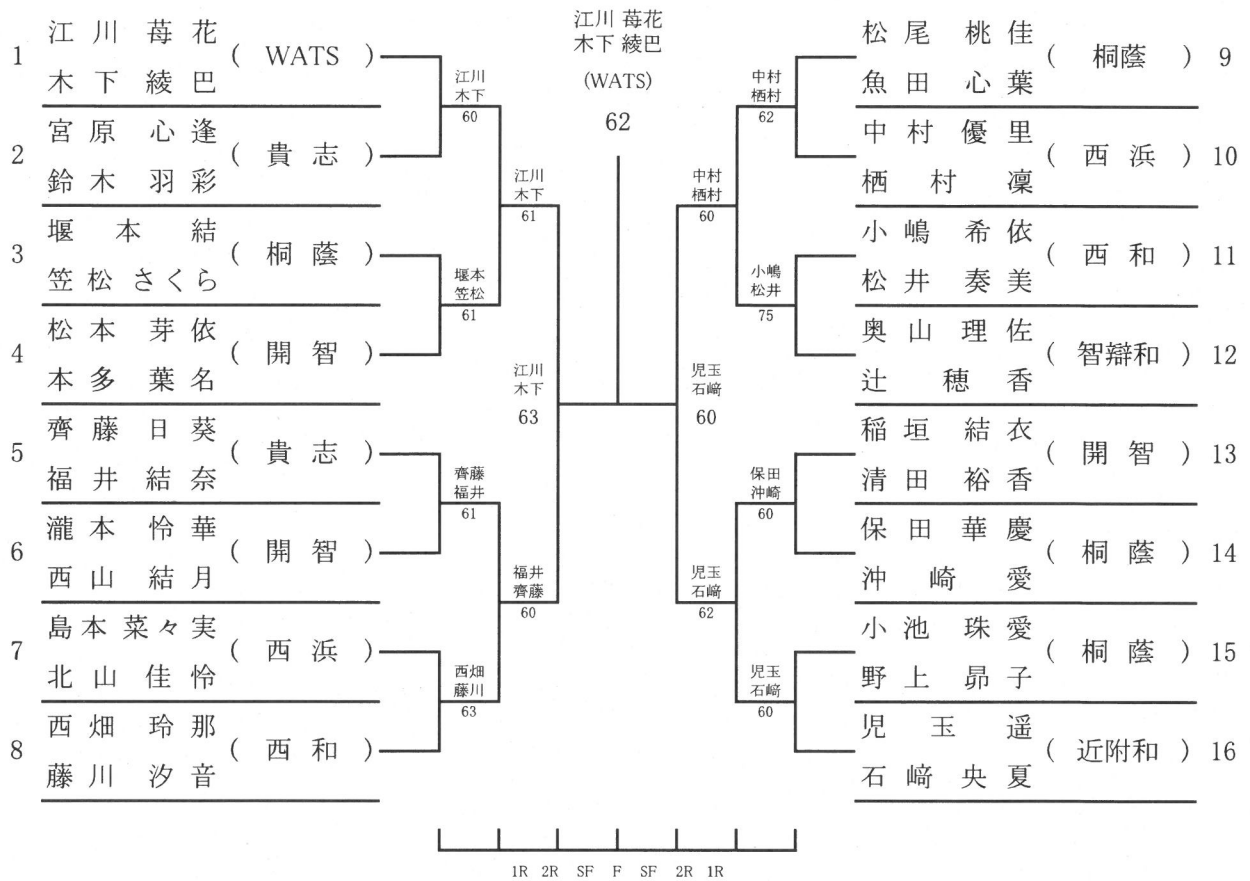 江川 苺花
木下 綾巴
(WATS)
62
1 江川 苺花 ( WATS )
木下 綾巴
2 宮原 心逢 ( 貴志 )
鈴木 羽彩
3 堰本 結 ( 桐蔭 )
笠松 さくら
4 松本 芽依 ( 開智 )
本多 葉名
5 齊藤 日葵 ( 貴志 )
福井 結奈
6 瀧本 怜華 ( 開智 )
西山 結月
7 島本 菜々実 ( 西浜 )
北山 佳怜
8 西畑 玲那 ( 西和 )
藤川 汐音
江川
木下
60
堰本
笠松
61
齊藤
福井
61
西畑
藤川
63
江川
木下
61
福井
齊藤
60
江川
木下
63
児玉
石﨑
60
中村
栖村
60
児玉
石﨑
62
中村
栖村
62
小嶋
松井
75
保田
沖崎
60
児玉
石﨑
60
松尾 桃佳 ( 桐蔭 ) 9
魚田 心葉
中村 優里 ( 西浜 ) 10
栖村 凜
小嶋 希依 ( 西和 ) 11
松井 奏美
奥山 理佐 ( 智辯和 ) 12
辻 穂香
稲垣 結衣 ( 開智 ) 13
清田 裕香
保田 華慶 ( 桐蔭 ) 14
沖崎 愛
小池 珠愛 ( 桐蔭 ) 15
野上 昴子
児玉 遥 ( 近附和 ) 16
石﨑 央夏
1R 2R SF F SF 2R 1R